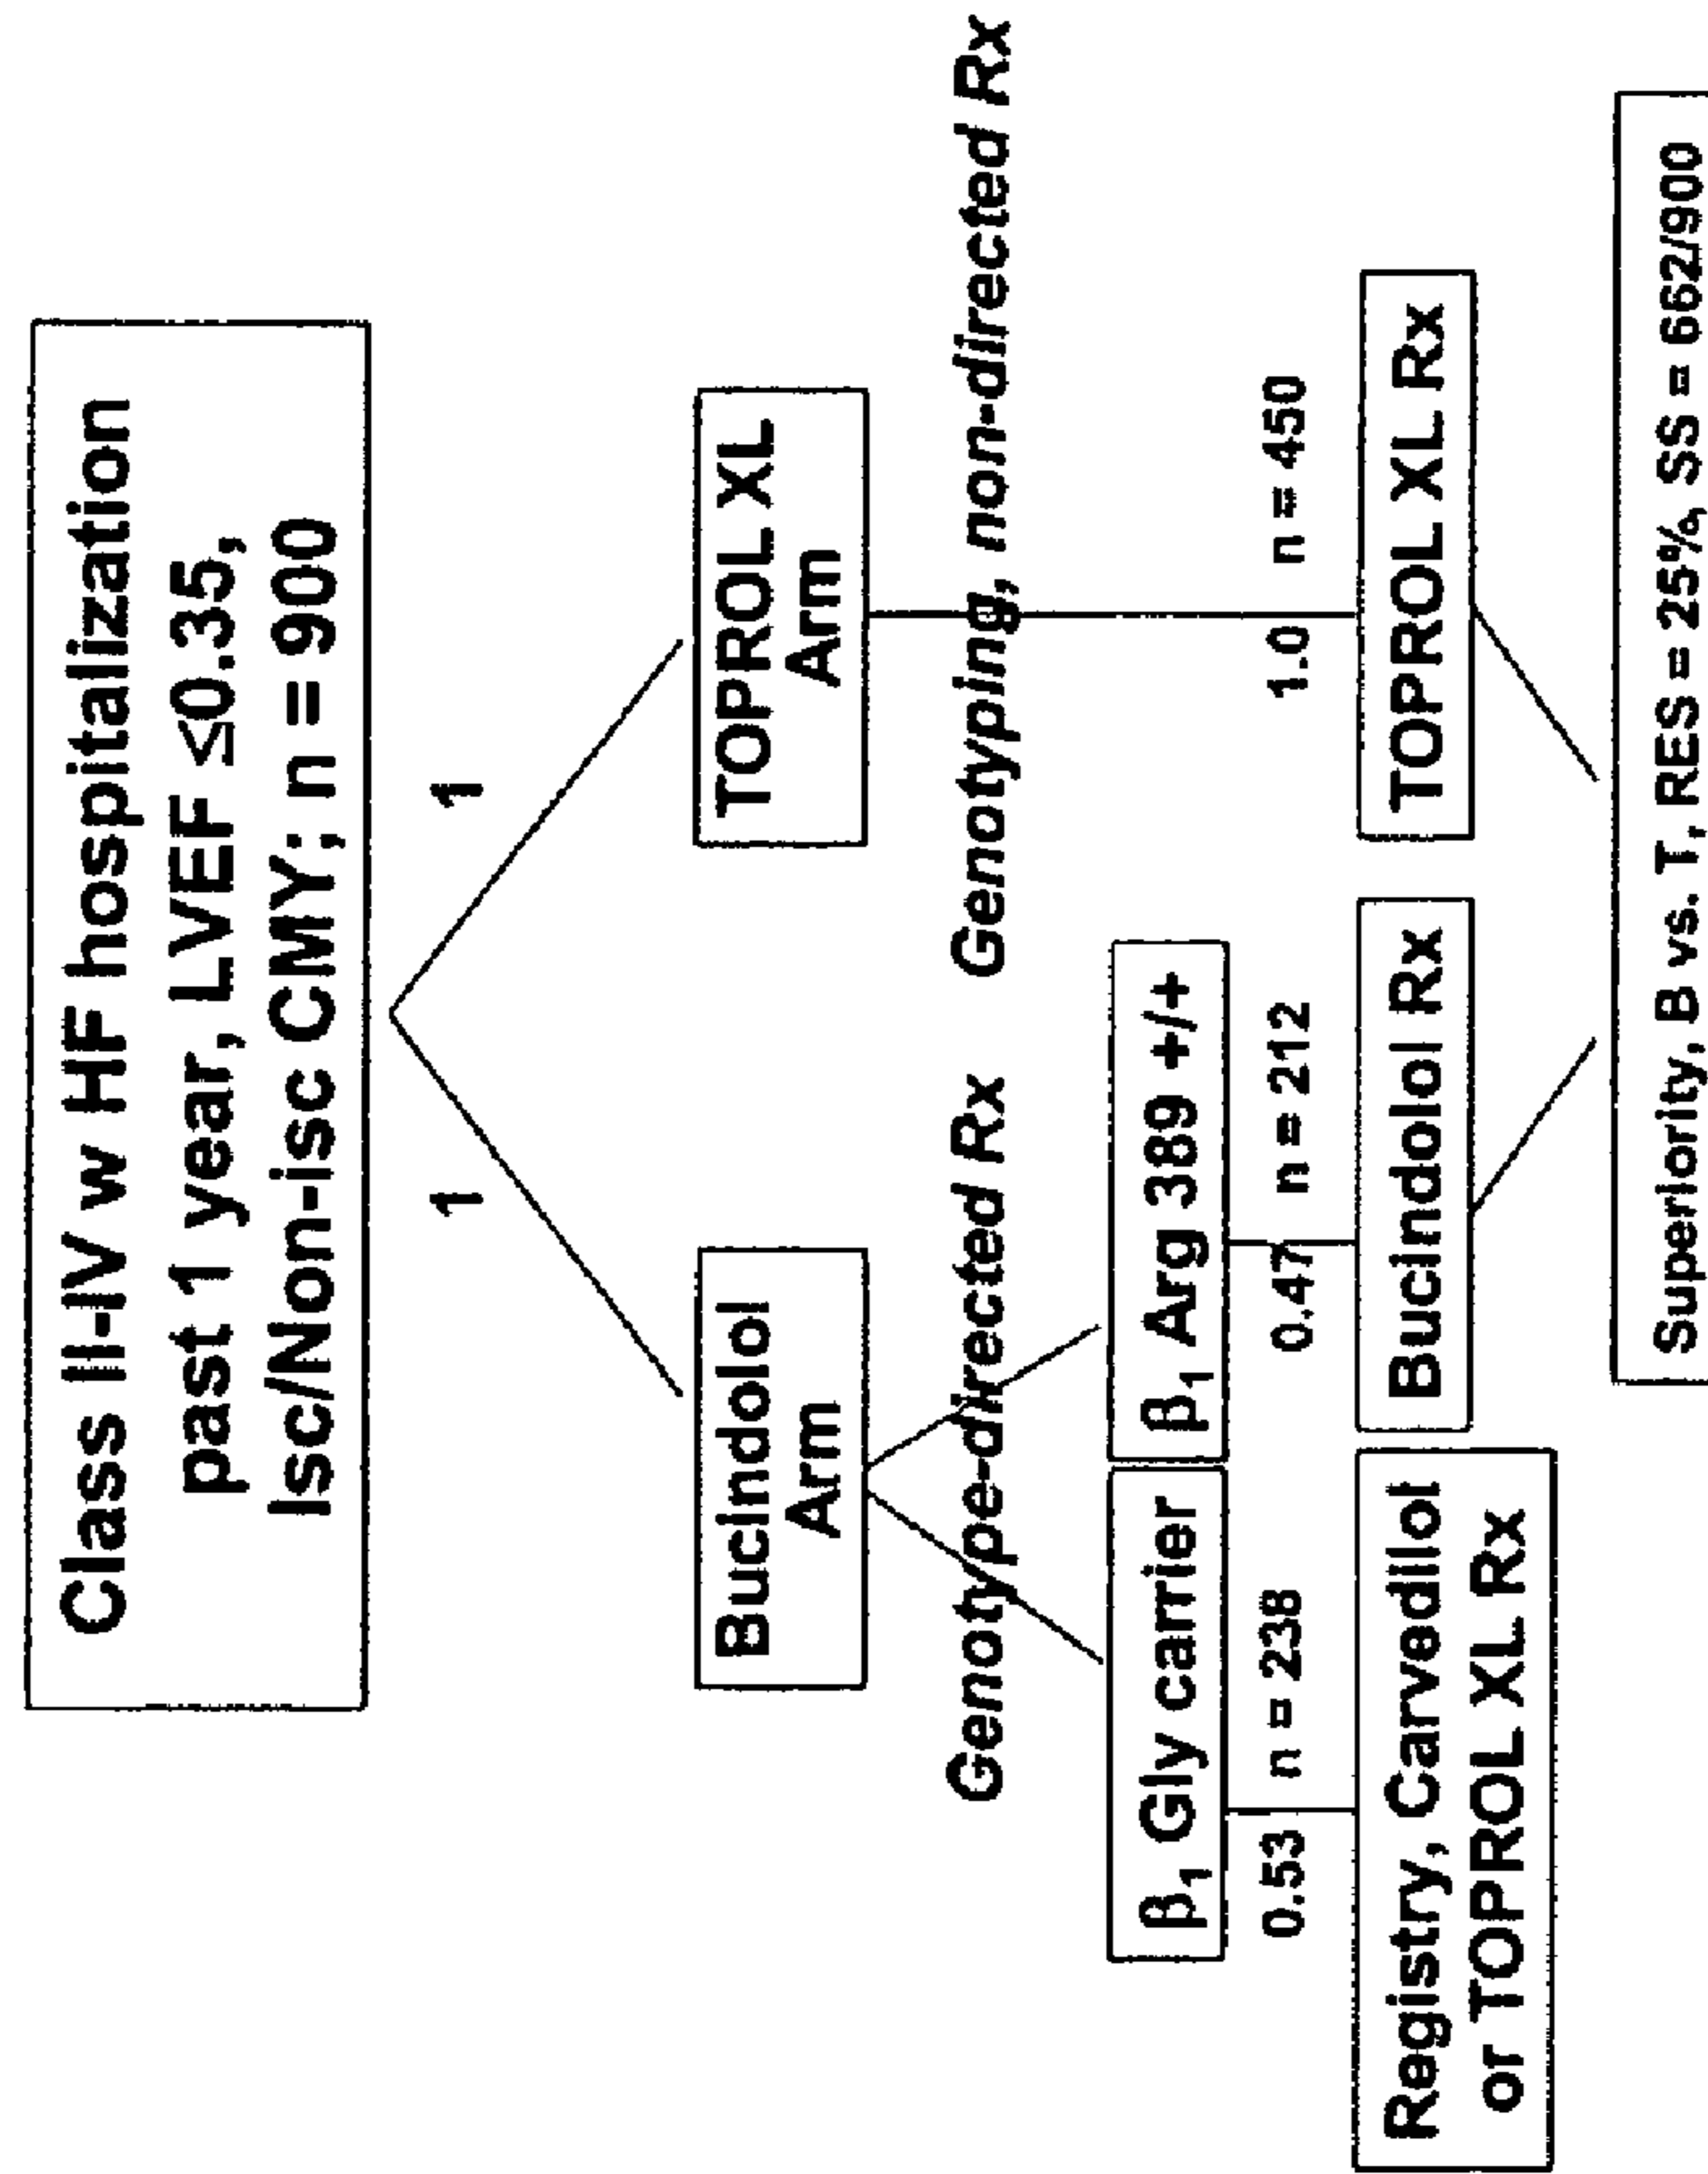 Class II-IV w HF hospitalization
past 1 year, LVEF ≤0.35,
Isc/Non-isc CMY; n = 900
1
1
Bucindolol
Arm
TOPROL XL
Arm
Genotype-directed Rx
Genotyping, non-directed Rx
β₁ Gly carrier
β₁ Arg 389 +/+
0.53 n = 238
0.47 n = 212
1.0 n = 450
Registry, Carvedilol
or TOPROL XL Rx
Bucindolol Rx
TOPROL XL Rx
Superiority, B vs. T, RES = 25%, SS = 662/900